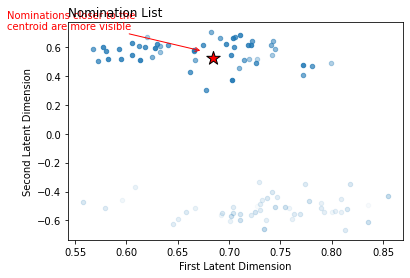 Nomination List
Nominations closer to the
centroid are more visible
0.6
0.4
0.2
0.0
−0.2
−0.4
−0.6
Second Latent Dimension
0.55
0.60
0.65
0.70
0.75
0.80
0.85
First Latent Dimension